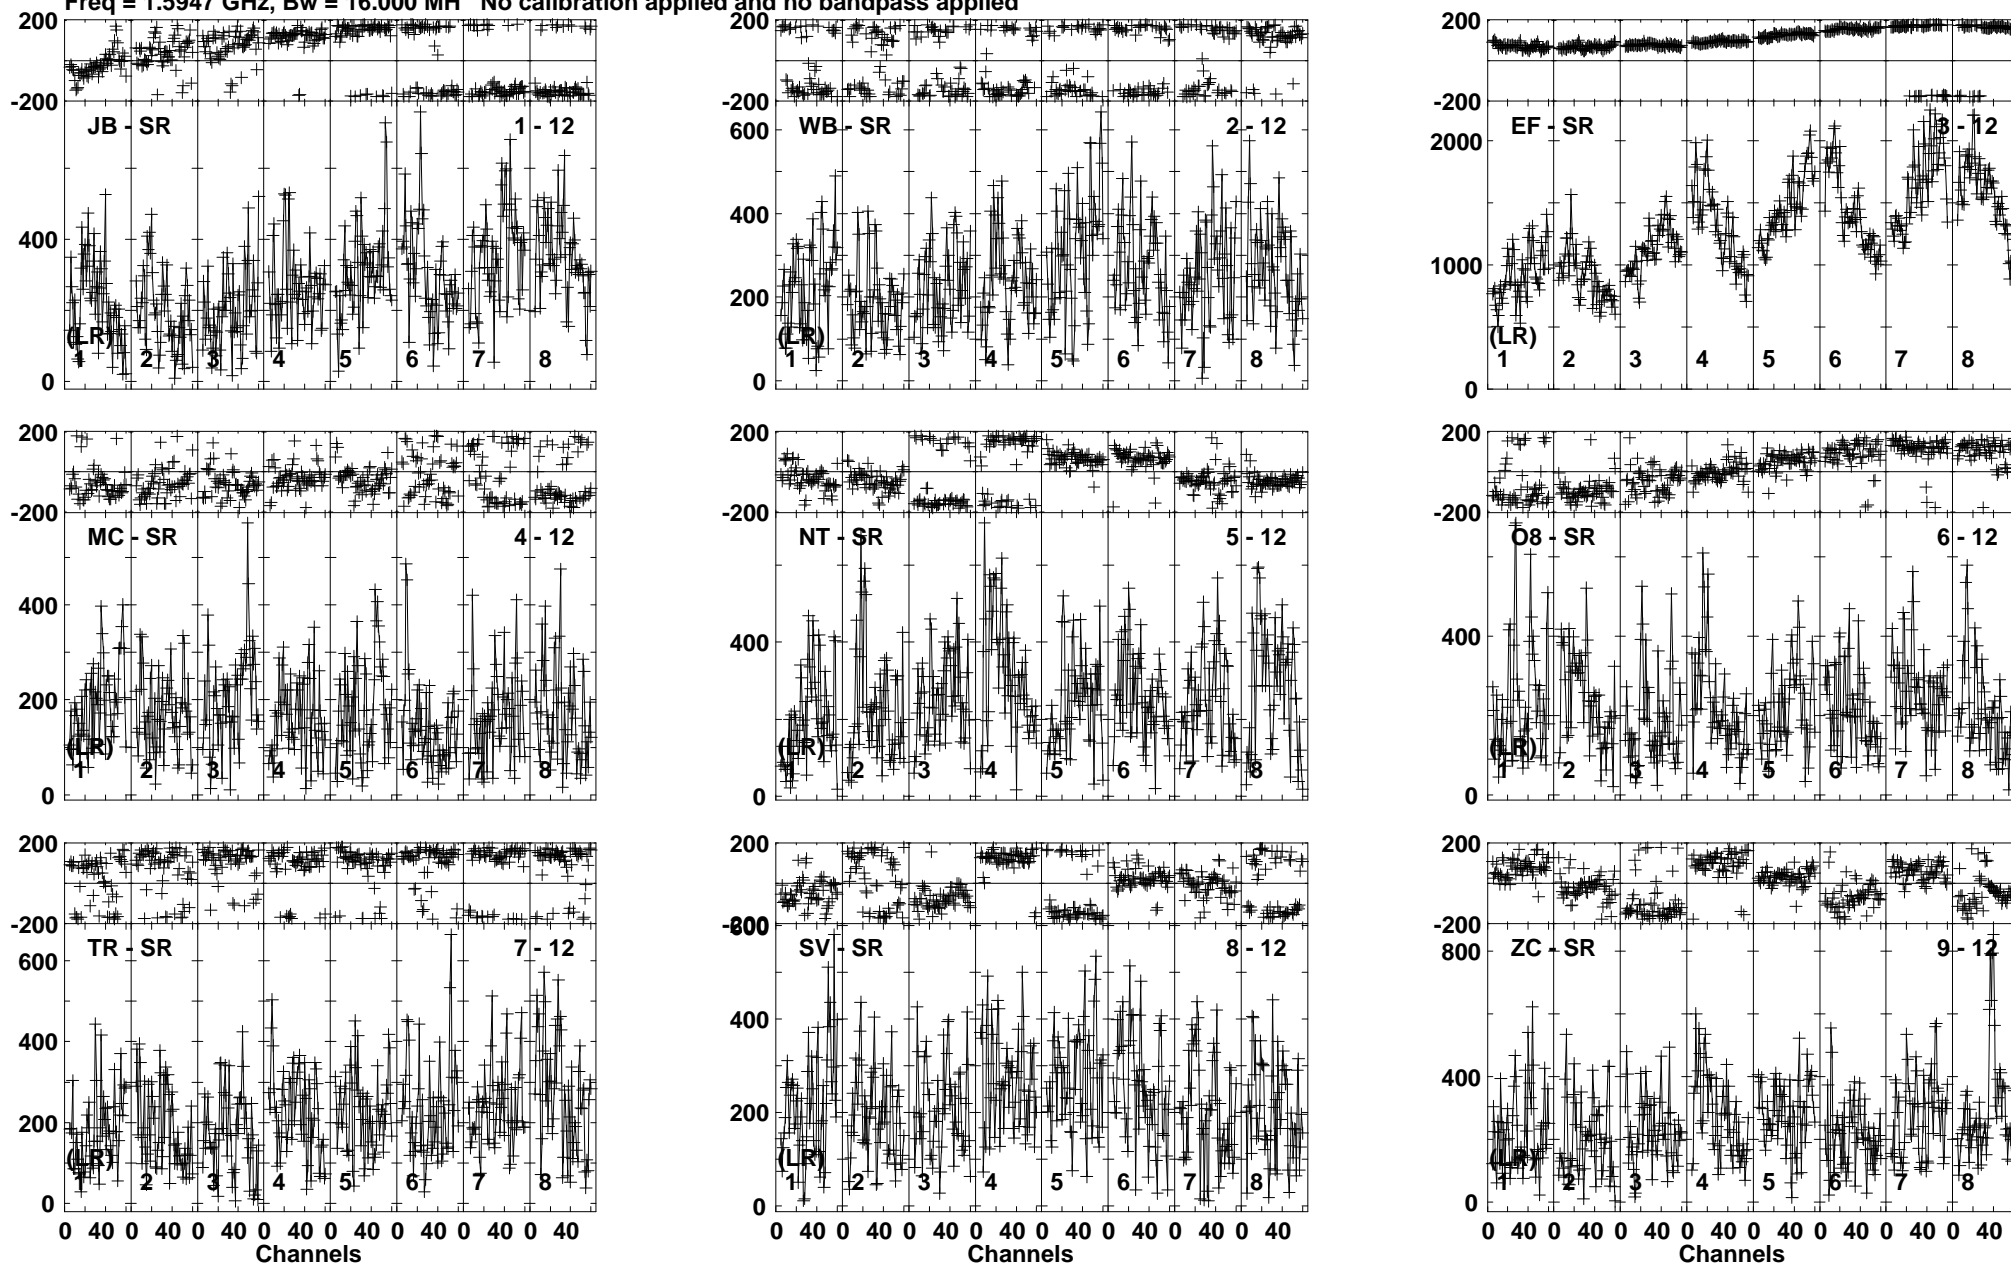 Freq = 1.5947 GHz, Bw = 16.000 MH No calibration applied and no bandpass applied
200 200 200
-200 -200 -200
JB - SR 1 - 12 WB - SR 2 - 12 EF - SR 3 - 12
600 2000
400 400 1000
200
(LR) (LR) (LR)
1 2 3 4 5 6 7 8 1 2 3 4 5 6 7 8 1 2 3 4 5 6 7 8
0 0 0
200 200 200
-200 -200 -200
MC - SR 4 - 12 NT - SR 5 - 12 O8 - SR 6 - 12
400 400 400
200
(LR) (LR) (LR)
1 2 3 4 5 6 7 8 1 2 3 4 5 6 7 8 1 2 3 4 5 6 7 8
0 0 0
200 200 200
-200 -200 600 -200
TR - SR 7 - 12 SV - SR 8 - 12 ZC - SR 9 - 12
600 800
400 400 400
200 200
(LR) (LR) (LR)
1 2 3 4 5 6 7 8 1 2 3 4 5 6 7 8 1 2 3 4 5 6 7 8
0 0 0
0 40 0 40 0 40 0 40 0 40 0 40 0 40 0 40 0 40 0 40 0 40 0 40 0 40 0 40 0 40 0 40 0 40 0 40 0 40 0 40 0 40 0 40 0 40 0 40
Channels Channels Channels